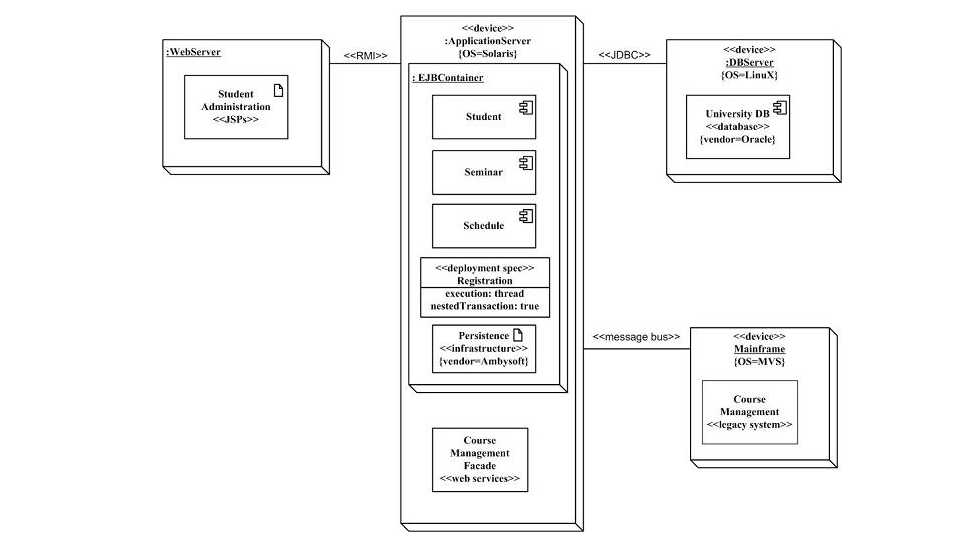 :WebServer
Student
Administration
<<JSPs>>
<<RMI>>
<<device>>
:ApplicationServer
{OS=Solaris}
: EJBContainer
Student
Seminar
Schedule
<<deployment spec>>
Registration
execution: thread
nestedTransaction: true
Persistence
<<infrastructure>>
{vendor=Ambysoft}
Course
Management
Facade
<<web services>>
<<JDBC>>
<<device>>
:DBServer
{OS=LinuX}
University DB
<<database>>
{vendor=Oracle}
<<message bus>>
<<device>>
Mainframe
{OS=MVS}
Course
Management
<<legacy system>>